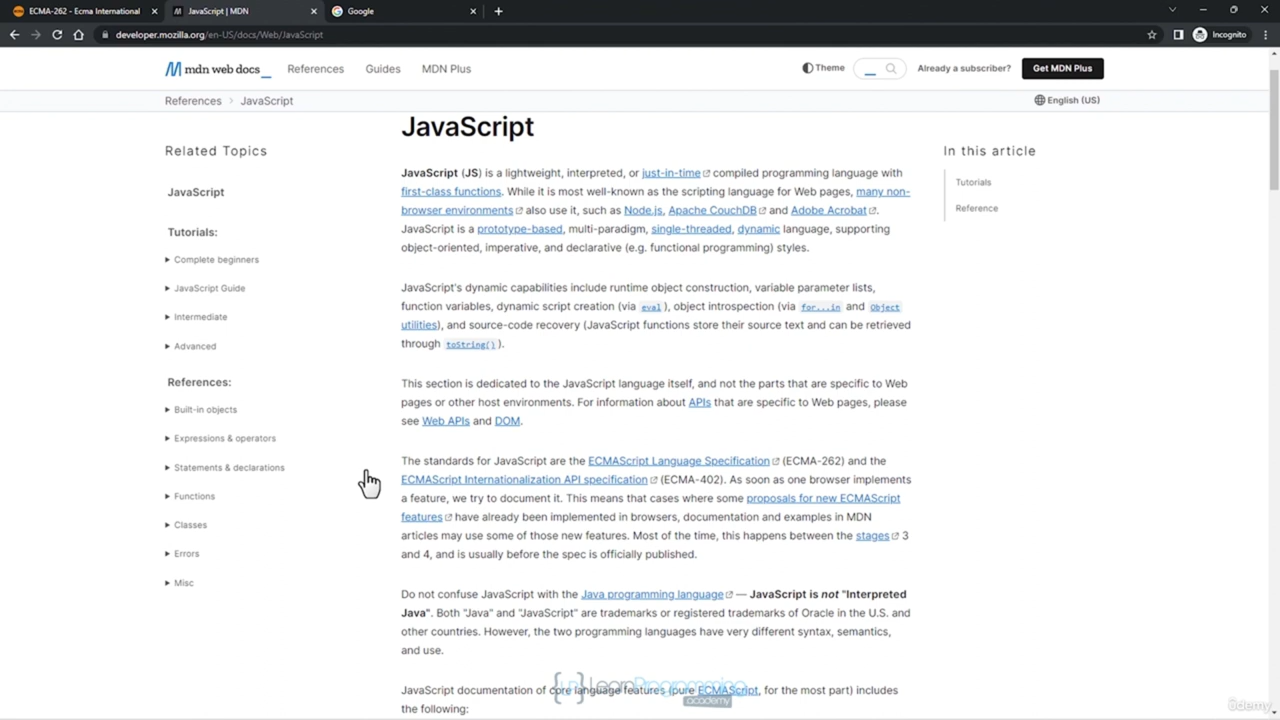 ECMA-262 - Ecma International
JavaScript | MDN
Google
developer.mozilla.org/en-US/docs/Web/JavaScript
Incognito
mdn web docs_
References
Guides
MDN Plus
Theme
Already a subscriber?
Get MDN Plus
References
JavaScript
English (US)
Related Topics
JavaScript
Tutorials:
Complete beginners
JavaScript Guide
Intermediate
Advanced
References:
Built-in objects
Expressions & operators
Statements & declarations
Functions
Classes
Errors
Misc
JavaScript
JavaScript (JS) is a lightweight, interpreted, or just-in-time compiled programming language with
first-class functions. While it is most well-known as the scripting language for Web pages, many non-
browser environments also use it, such as Node.js, Apache CouchDB and Adobe Acrobat.
JavaScript is a prototype-based, multi-paradigm, single-threaded, dynamic language, supporting
object-oriented, imperative, and declarative (e.g. functional programming) styles.
JavaScript's dynamic capabilities include runtime object construction, variable parameter lists,
function variables, dynamic script creation (via eval), object introspection (via for...in and Object
utilities), and source-code recovery (JavaScript functions store their source text and can be retrieved
through toString()).
This section is dedicated to the JavaScript language itself, and not the parts that are specific to Web
pages or other host environments. For information about APIs that are specific to Web pages, please
see Web APIs and DOM.
The standards for JavaScript are the ECMAScript Language Specification (ECMA-262) and the
ECMAScript Internationalization API specification (ECMA-402). As soon as one browser implements
a feature, we try to document it. This means that cases where some proposals for new ECMAScript
features have already been implemented in browsers, documentation and examples in MDN
articles may use some of those new features. Most of the time, this happens between the stages 3
and 4, and is usually before the spec is officially published.
Do not confuse JavaScript with the Java programming language — JavaScript is not "Interpreted
Java". Both "Java" and "JavaScript" are trademarks or registered trademarks of Oracle in the U.S. and
other countries. However, the two programming languages have very different syntax, semantics,
and use.
JavaScript documentation of core language features (pure ECMAScript, for the most part) includes
the following:
In this article
Tutorials
Reference
LearnProgramming
academy
ûdemy